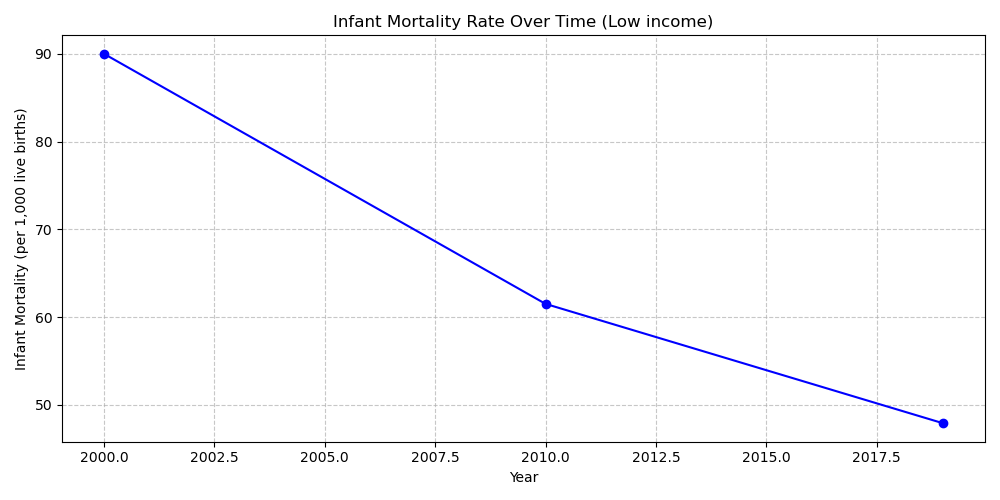 Infant Mortality Rate Over Time (Low income)
Infant Mortality (per 1,000 live births)
90
80
70
60
50
2000.0 2002.5 2005.0 2007.5 2010.0 2012.5 2015.0 2017.5
Year